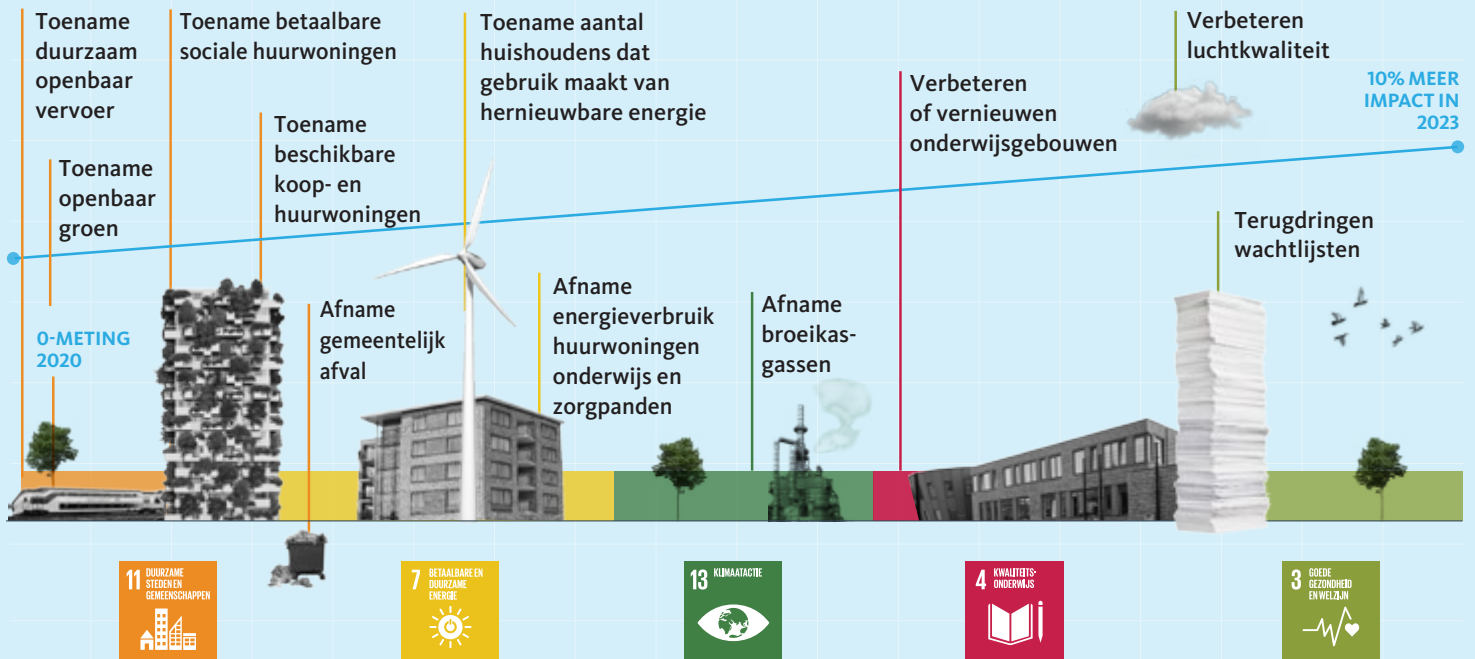 Toename
duurzaam
openbaar
vervoer
Toename
openbaar
groen
0-METING
2020
Toename betaalbare
sociale huurwoningen
Toename
beschikbare
koop- en
huurwoningen
Afname
gemeentelijk
afval
Toename aantal
huishoudens dat
gebruik maakt van
hernieuwbare energie
Afname
energieverbruik
huurwoningen
onderwijs en
zorgpanden
Afname
broeikas-
gassen
Verbeteren
of vernieuwen
onderwijsgebouwen
Verbeteren
luchtkwaliteit
10% MEER
IMPACT IN
2023
Terugdringen
wachtlijsten
11 DUURZAME
STEDEN EN
GEMEENSCHAPPEN
7 BETAALBARE EN
DUURZAME
ENERGIE
13 KLIMAATACTIE
4 KWALITEITS-
ONDERWIJS
3 GOEDE
GEZONDHEID
EN WELZIJN